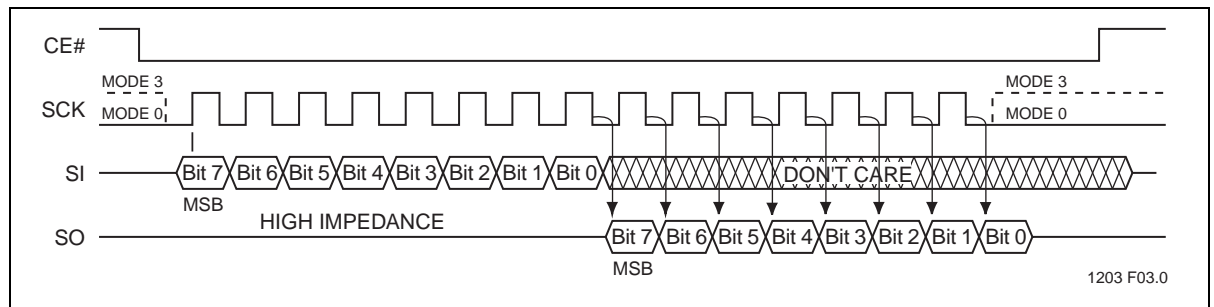 CE#
MODE 3
MODE 3
SCK
MODE 0
MODE 0
SI
Bit 7 Bit 6 Bit 5 Bit 4 Bit 3 Bit 2 Bit 1 Bit 0
DON'T CARE
MSB
HIGH IMPEDANCE
SO
Bit 7 Bit 6 Bit 5 Bit 4 Bit 3 Bit 2 Bit 1 Bit 0
MSB
1203 F03.0